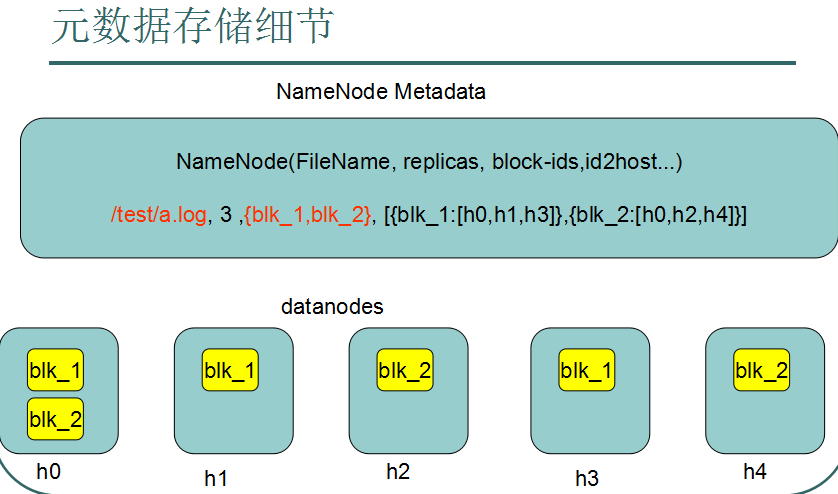 元数据存储细节
NameNode Metadata
NameNode(FileName, replicas, block-ids,id2host...)
/test/a.log, 3 ,{blk_1,blk_2}, [{blk_1:[h0,h1,h3]},{blk_2:[h0,h2,h4]}]
datanodes
blk_1 blk_1 blk_2 blk_1 blk_2
blk_2
h0 h1 h2 h3 h4